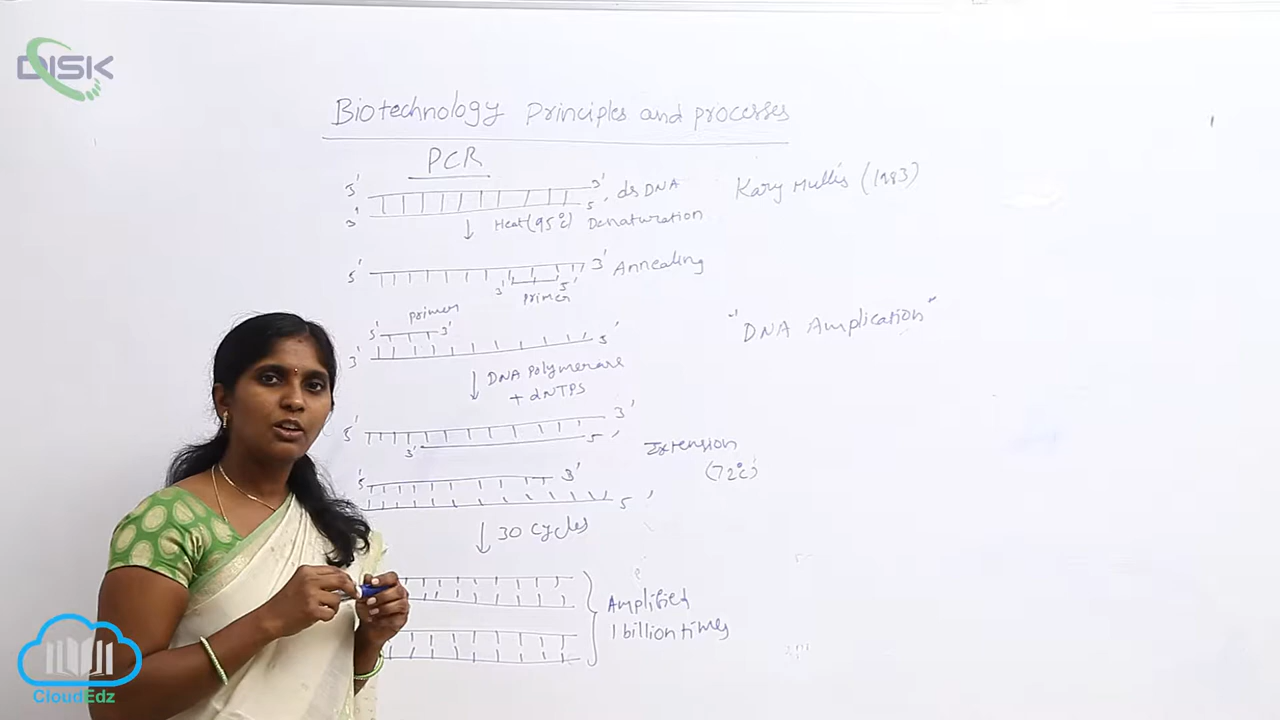 DISK
Biotechnology Principles and processes
PCR
3' 3' dsDNA
3' 5'
Kary Mullis (1983)
Heat (95°C) Denaturation
5' 3' Annealing
3' 5'
Primer
primer
5' 3'
3' 5'
"DNA Amplication"
DNA polymerase
+ dNTPS
5' 3'
3' 5'
Extension
(72°C)
5' 3'
5'
30 Cycles
Amplified
1 billion times
CloudEdz